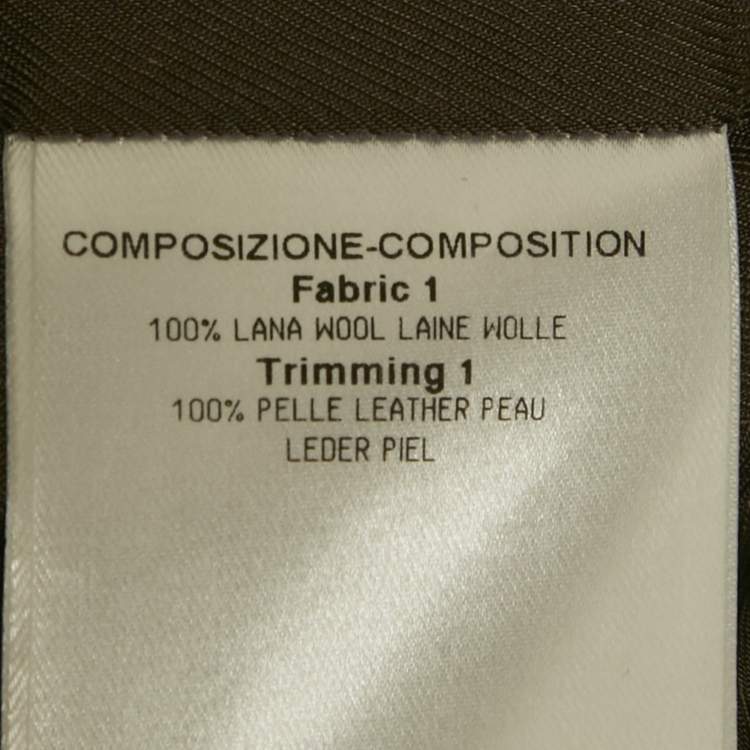 COMPOSIZIONE-COMPOSITION
Fabric 1
100% LANA WOOL LAINE WOLLE
Trimming 1
100% PELLE LEATHER PEAU
LEDER PIEL